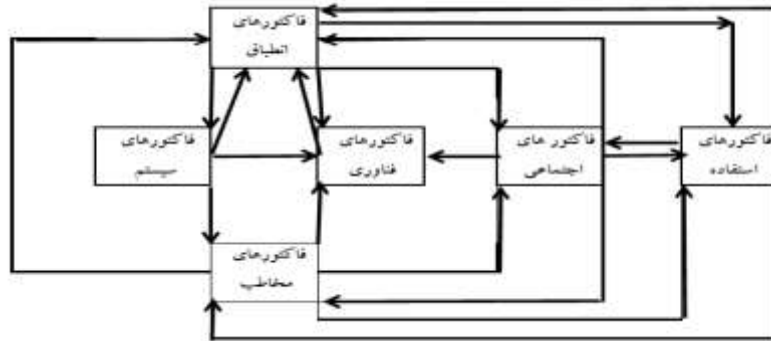 فاکتورهای
انطباق
فاکتورهای
استفاده
فاکتور های
اجتماعی
فاکتورهای
فناوری
فاکتورهای
سیستم
فاکتورهای
مخاطب